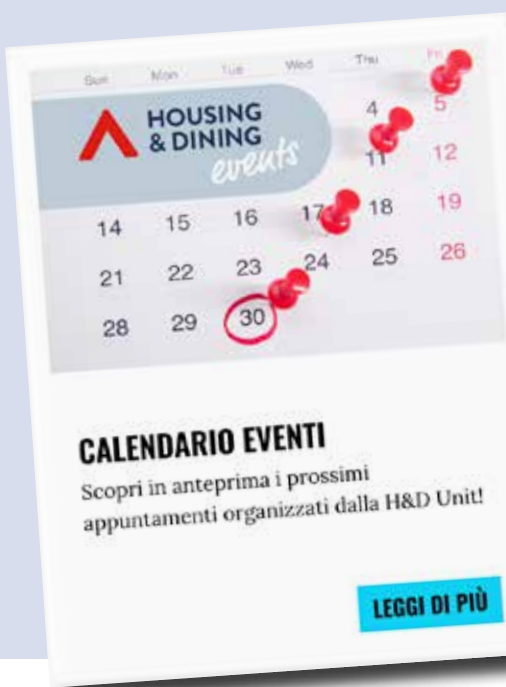 Sun Mon Tue Wed Thu Fri
HOUSING
& DINING
events
4 5
11 12
14 15 16 17 18 19
21 22 23 24 25 26
28 29 30
CALENDARIO EVENTI
Scopri in anteprima i prossimi
appuntamenti organizzati dalla H&D Unit!
LEGGI DI PIÙ